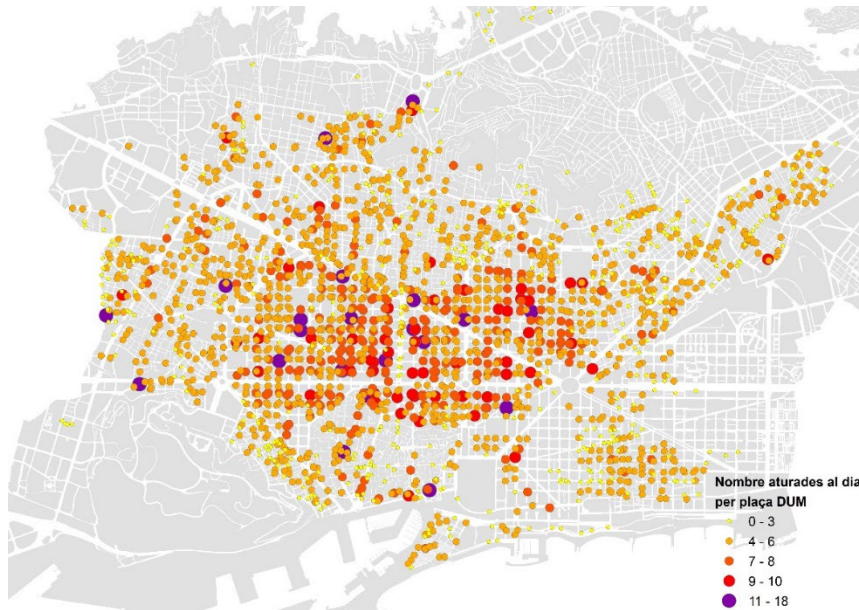 Nombre aturades al dia
per plaça DUM
0 - 3
4 - 6
7 - 8
9 - 10
11 - 18